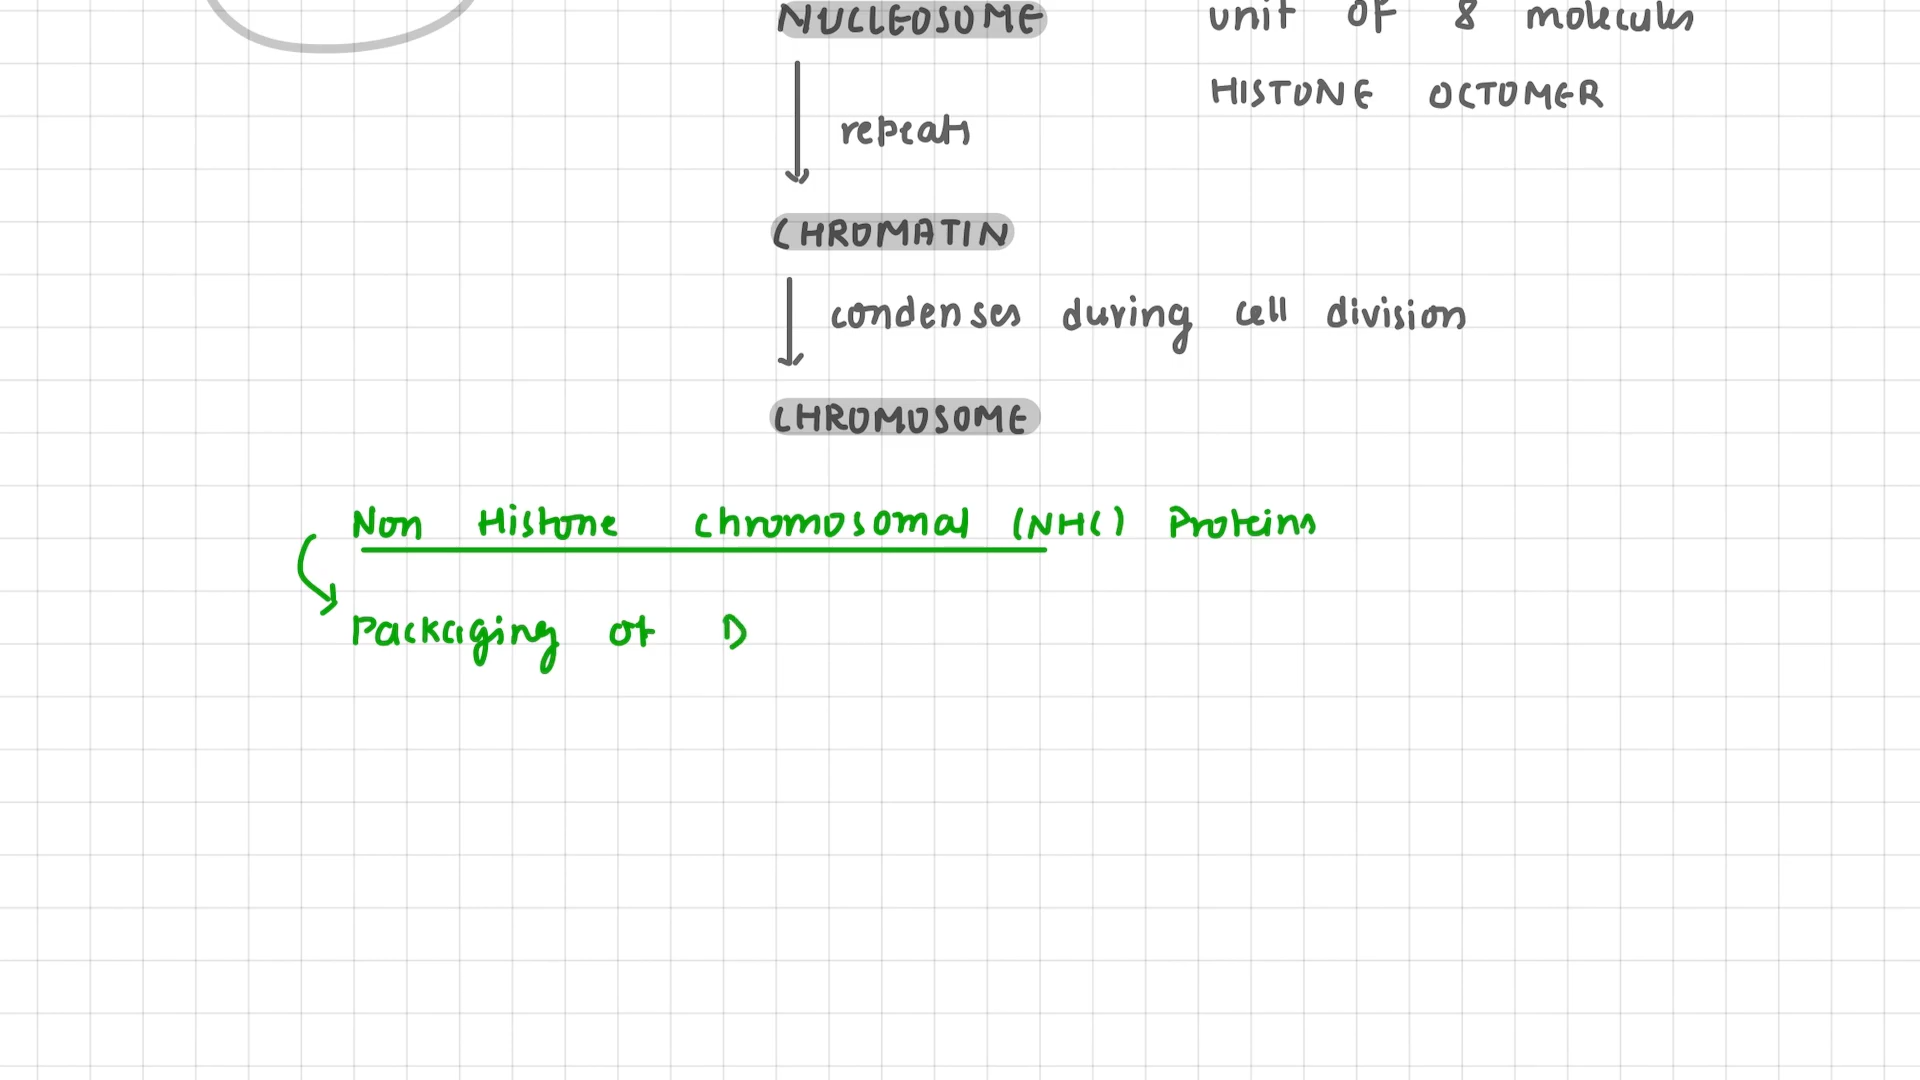 NUCLEOSOME
unit OF 8 molecules
HISTONE OCTOMER
repeats
CHROMATIN
condenses during cell division
CHROMOSOME
Non Histone Chromosomal (NHC) Proteins
Packaging of D